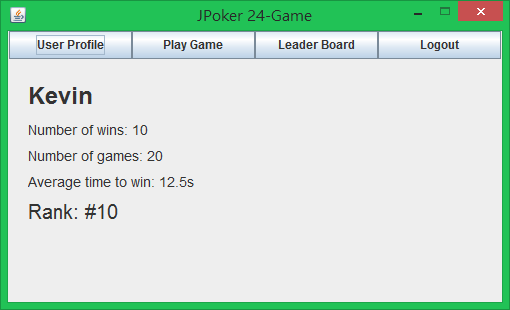 JPoker 24-Game
User Profile Play Game Leader Board Logout
Kevin
Number of wins: 10
Number of games: 20
Average time to win: 12.5s
Rank: #10